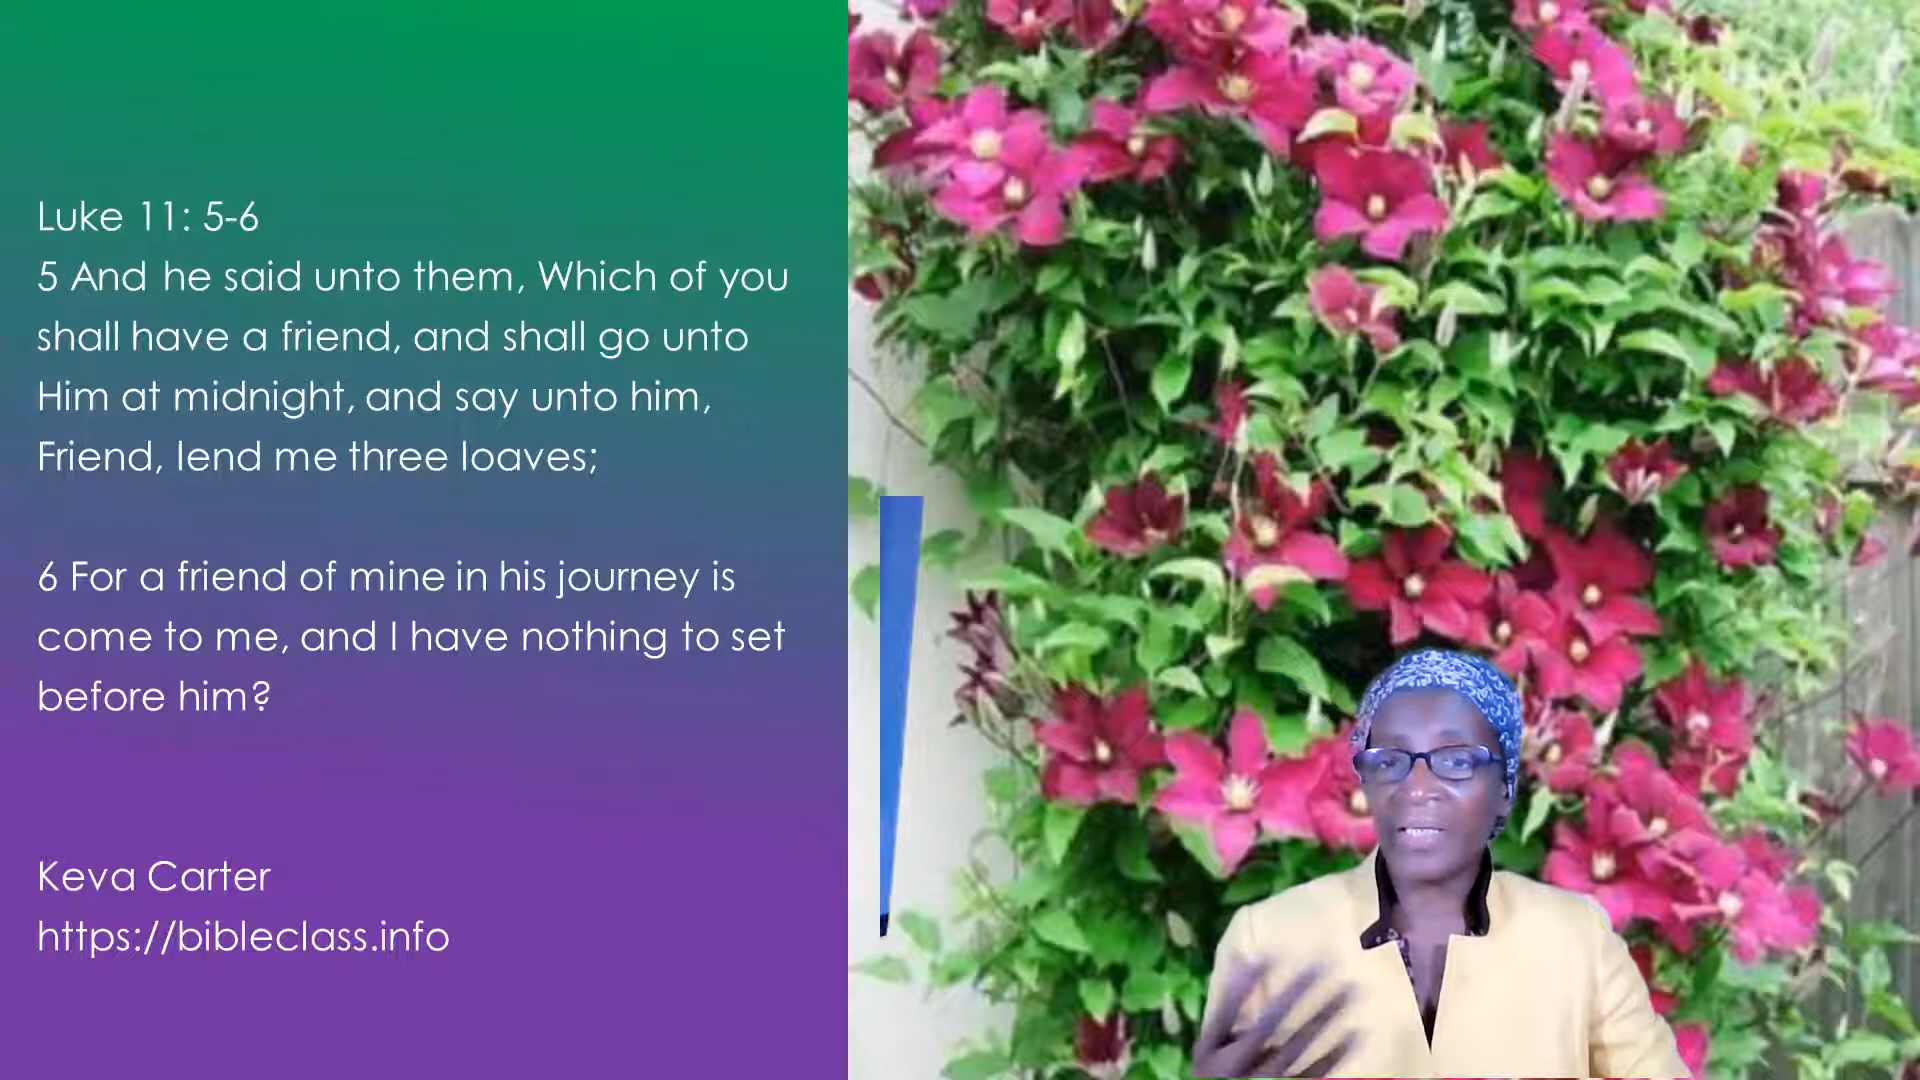 Luke 11: 5-6
5 And he said unto them, Which of you
shall have a friend, and shall go unto
Him at midnight, and say unto him,
Friend, lend me three loaves;
6 For a friend of mine in his journey is
come to me, and I have nothing to set
before him?
Keva Carter
https://bibleclass.info